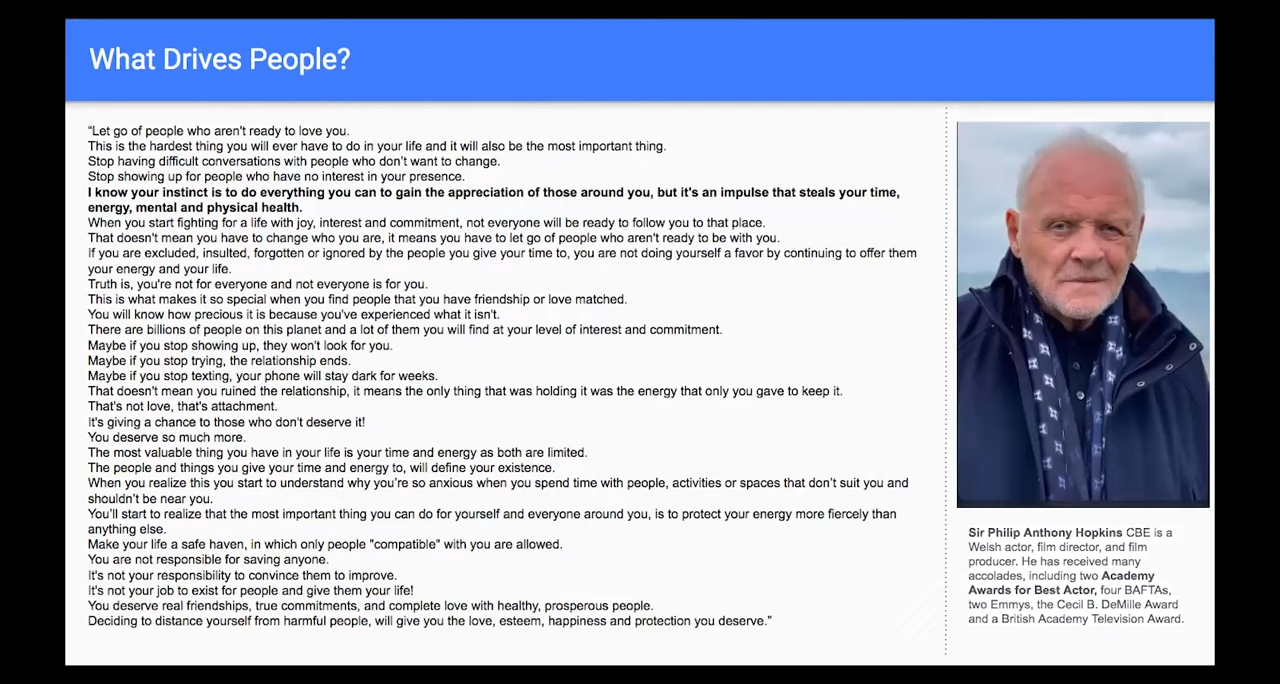 What Drives People?
“Let go of people who aren't ready to love you.
This is the hardest thing you will ever have to do in your life and it will also be the most important thing.
Stop having difficult conversations with people who don’t want to change.
Stop showing up for people who have no interest in your presence.
I know your instinct is to do everything you can to gain the appreciation of those around you, but it’s an impulse that steals your time,
energy, mental and physical health.
When you start fighting for a life with joy, interest and commitment, not everyone will be ready to follow you to that place.
That doesn't mean you have to change who you are, it means you have to let go of people who aren't ready to be with you.
If you are excluded, insulted, forgotten or ignored by the people you give your time to, you are not doing yourself a favor by continuing to offer them
your energy and your life.
Truth is, you're not for everyone and not everyone is for you.
This is what makes it so special when you find people that you have friendship or love matched.
You will know how precious it is because you've experienced what it isn't.
There are billions of people on this planet and a lot of them you will find at your level of interest and commitment.
Maybe if you stop showing up, they won’t look for you.
Maybe if you stop trying, the relationship ends.
Maybe if you stop texting, your phone will stay dark for weeks.
That doesn't mean you ruined the relationship, it means the only thing that was holding it was the energy that only you gave to keep it.
That's not love, that's attachment.
It's giving a chance to those who don't deserve it!
You deserve so much more.
The most valuable thing you have in your life is your time and energy as both are limited.
The people and things you give your time and energy to, will define your existence.
When you realize this you start to understand why you’re so anxious when you spend time with people, activities or spaces that don’t suit you and
shouldn’t be near you.
You’ll start to realize that the most important thing you can do for yourself and everyone around you, is to protect your energy more fiercely than
anything else.
Make your life a safe haven, in which only people "compatible" with you are allowed.
You are not responsible for saving anyone.
It's not your responsibility to convince them to improve.
It's not your job to exist for people and give them your life!
You deserve real friendships, true commitments, and complete love with healthy, prosperous people.
Deciding to distance yourself from harmful people, will give you the love, esteem, happiness and protection you deserve.”
Sir Philip Anthony Hopkins CBE is a
Welsh actor, film director, and film
producer. He has received many
accolades, including two Academy
Awards for Best Actor, four BAFTAs,
two Emmys, the Cecil B. DeMille Award
and a British Academy Television Award.